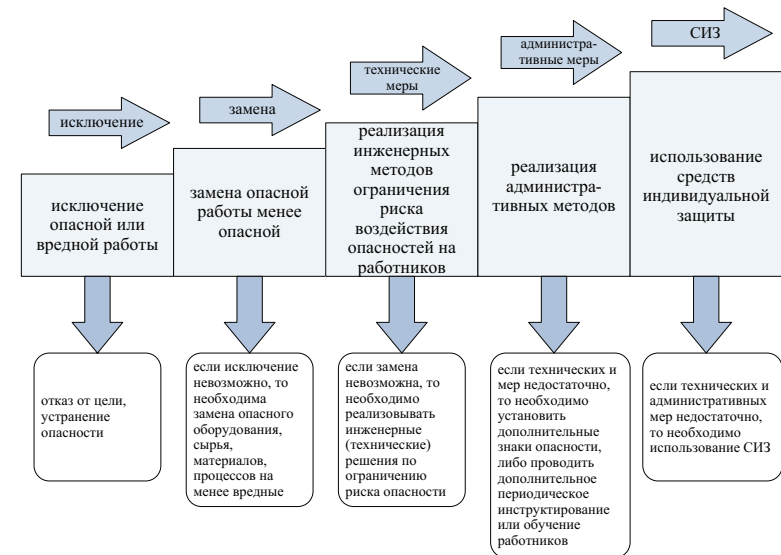 исключение
замена
технические
меры
административ-
тивные меры
СИЗ
исключение
опасной или
вредной работы
замена опасной
работы менее
опасной
реализация
инженерных
методов
ограничения
риска
воздействия
опасностей на
работников
реализация
администра-
тивных методов
использование
средств
индивидуальной
защиты
отказ от цели,
устранение
опасности
если исключение
невозможно, то
необходима
замена опасного
оборудования,
сырья,
материалов,
процессов на
менее вредные
если замена
невозможна, то
необходимо
реализовывать
инженерные
(технические)
решения по
ограничению
риска опасности
если технических и
мер недостаточно,
то необходимо
установить
дополнительные
знаки опасности,
либо проводить
дополнительное
периодическое
инструктирование
или обучение
работников
если технических и
административных
мер недостаточно,
то необходимо
использование СИЗ